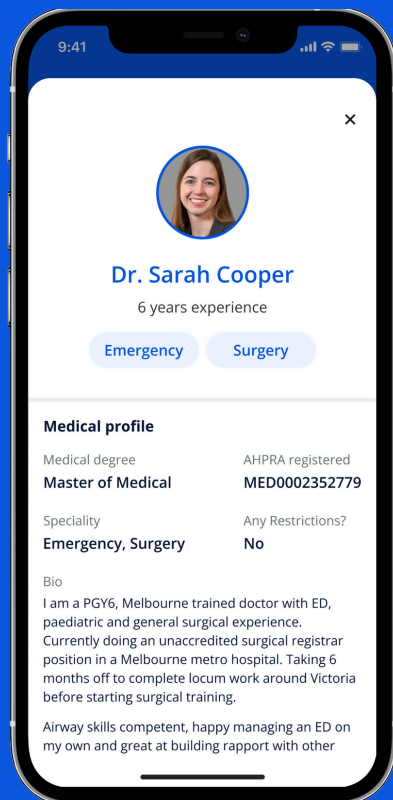 9:41
Dr. Sarah Cooper
6 years experience
Emergency Surgery
Medical profile
Medical degree AHPRA registered
Master of Medical MED0002352779
Speciality Any Restrictions?
Emergency, Surgery No
Bio
I am a PGY6, Melbourne trained doctor with ED,
paediatric and general surgical experience.
Currently doing an unaccredited surgical registrar
position in a Melbourne metro hospital. Taking 6
months off to complete locum work around Victoria
before starting surgical training.
Airway skills competent, happy managing an ED on
my own and great at building rapport with other